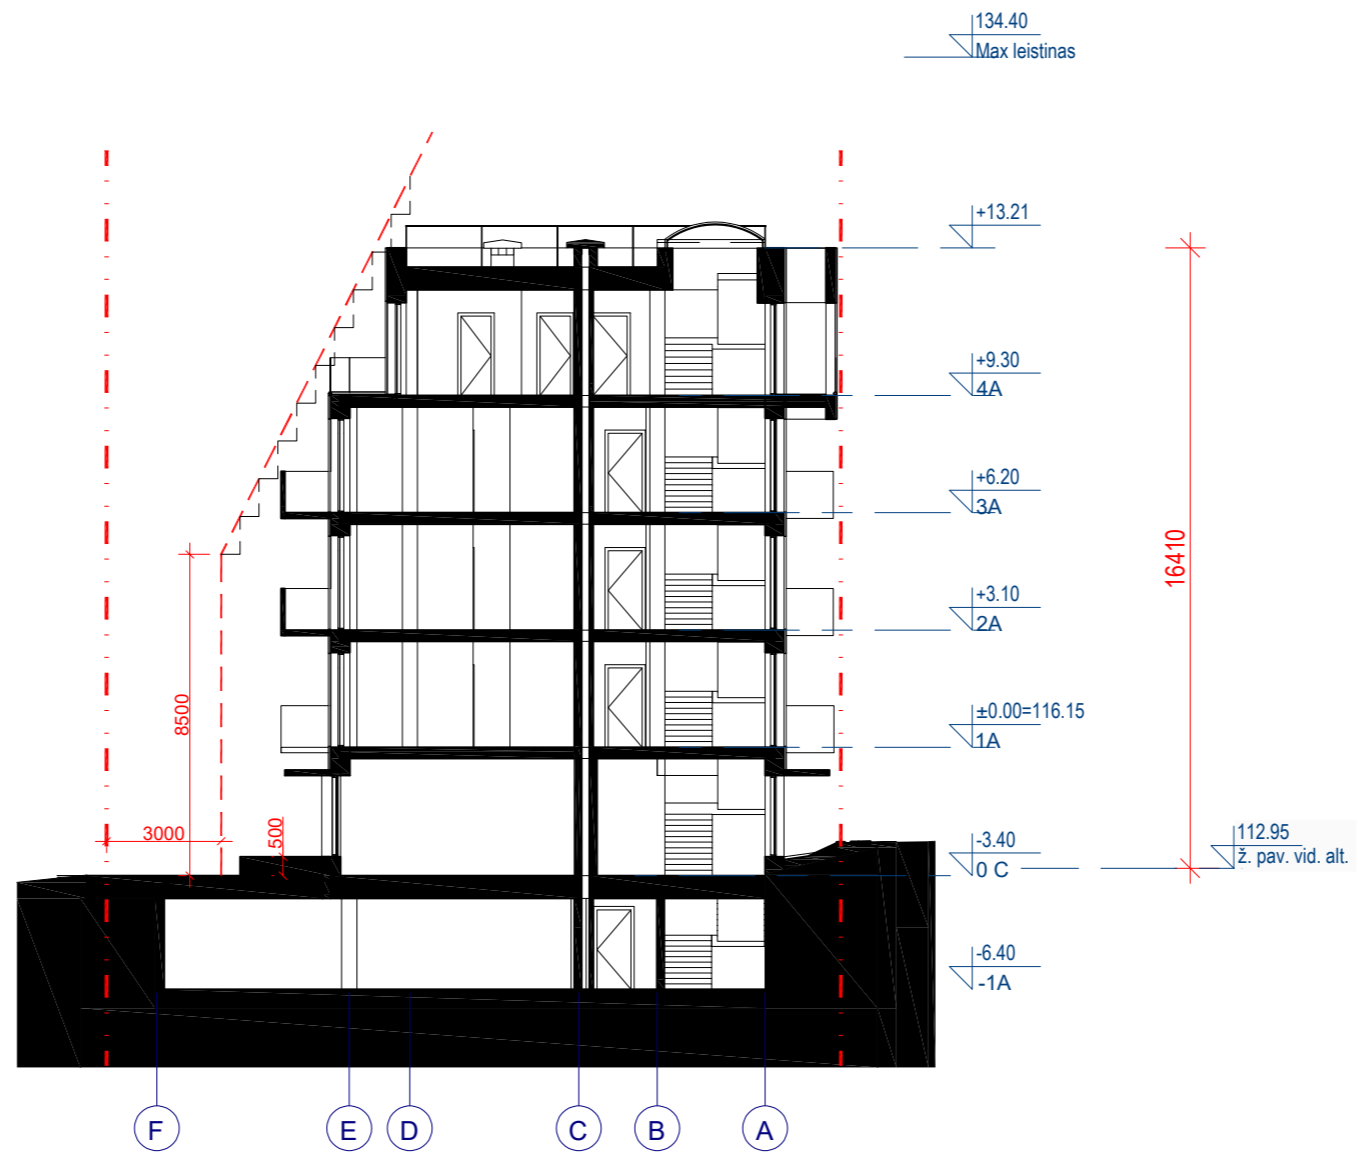 134.40
Max leistinas
+13.21
+9.30
4A
+6.20
3A
16410
+3.10
2A
8500
±0.00=116.15
1A
3000
500
-3.40
0 C
112.95
ž. pav. vid. alt.
-6.40
-1A
F
E
D
C
B
A